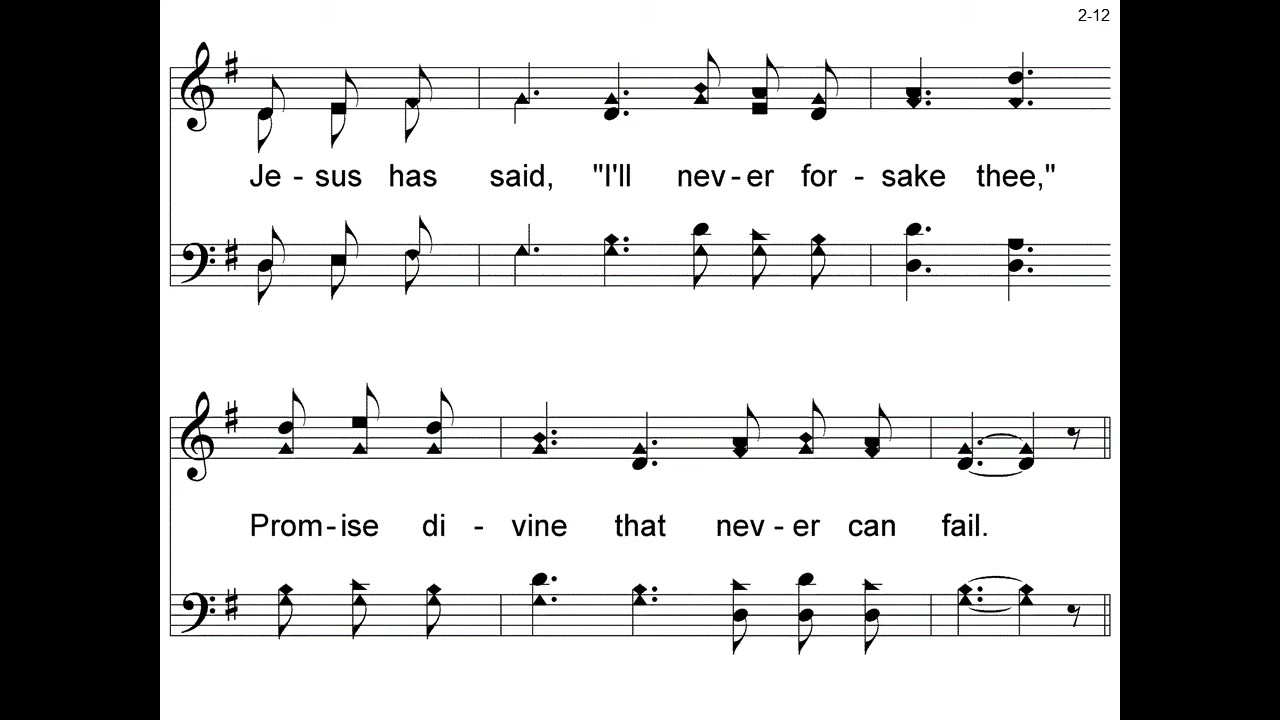 2-12
Je - sus has said, "I'll nev - er for - sake thee,"
Prom - ise di - vine that nev - er can fail.